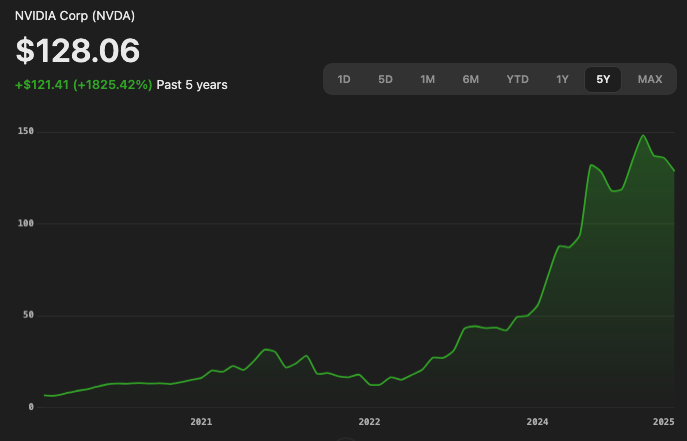 NVIDIA Corp (NVDA)
$128.06
+$121.41 (+1825.42%) Past 5 years
1D 5D 1M 6M YTD 1Y 5Y MAX
150
100
50
0
2021 2022 2024 2025